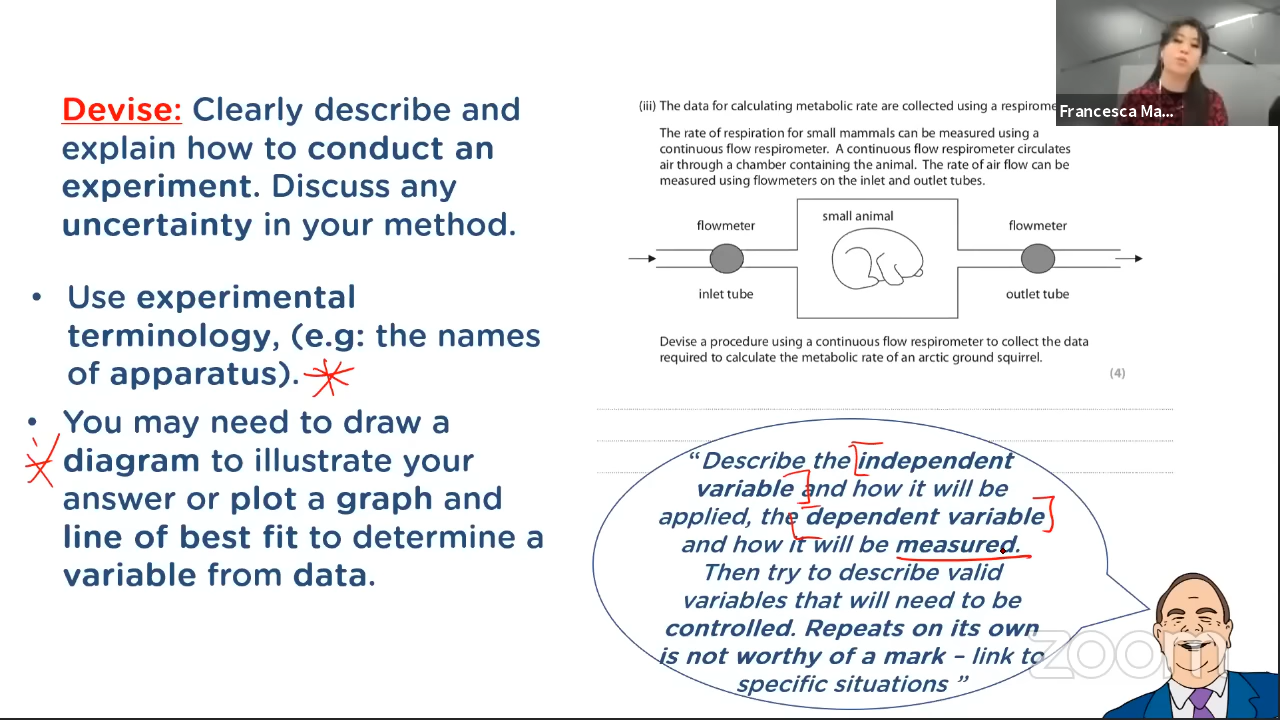 Devise: Clearly describe and
explain how to conduct an
experiment. Discuss any
uncertainty in your method.
• Use experimental
terminology, (e.g: the names
of apparatus).
• You may need to draw a
diagram to illustrate your
answer or plot a graph and
line of best fit to determine a
variable from data.
(iii) The data for calculating metabolic rate are collected using a
The rate of respiration for small mammals can be measured using a
continuous flow respirometer. A continuous flow respirometer circulates
air through a chamber containing the animal. The rate of air flow can be
measured using flowmeters on the inlet and outlet tubes.
small animal
flowmeter
flowmeter
inlet tube
outlet tube
Devise a procedure using a continuous flow respirometer to collect the data
required to calculate the metabolic rate of an arctic ground squirrel.
(4)
“Describe the independent
variable and how it will be
applied, the dependent variable
and how it will be measured.
Then try to describe valid
variables that will need to be
controlled. Repeats on its own
is not worthy of a mark – link to
specific situations ”
Francesca Ma...
zoom